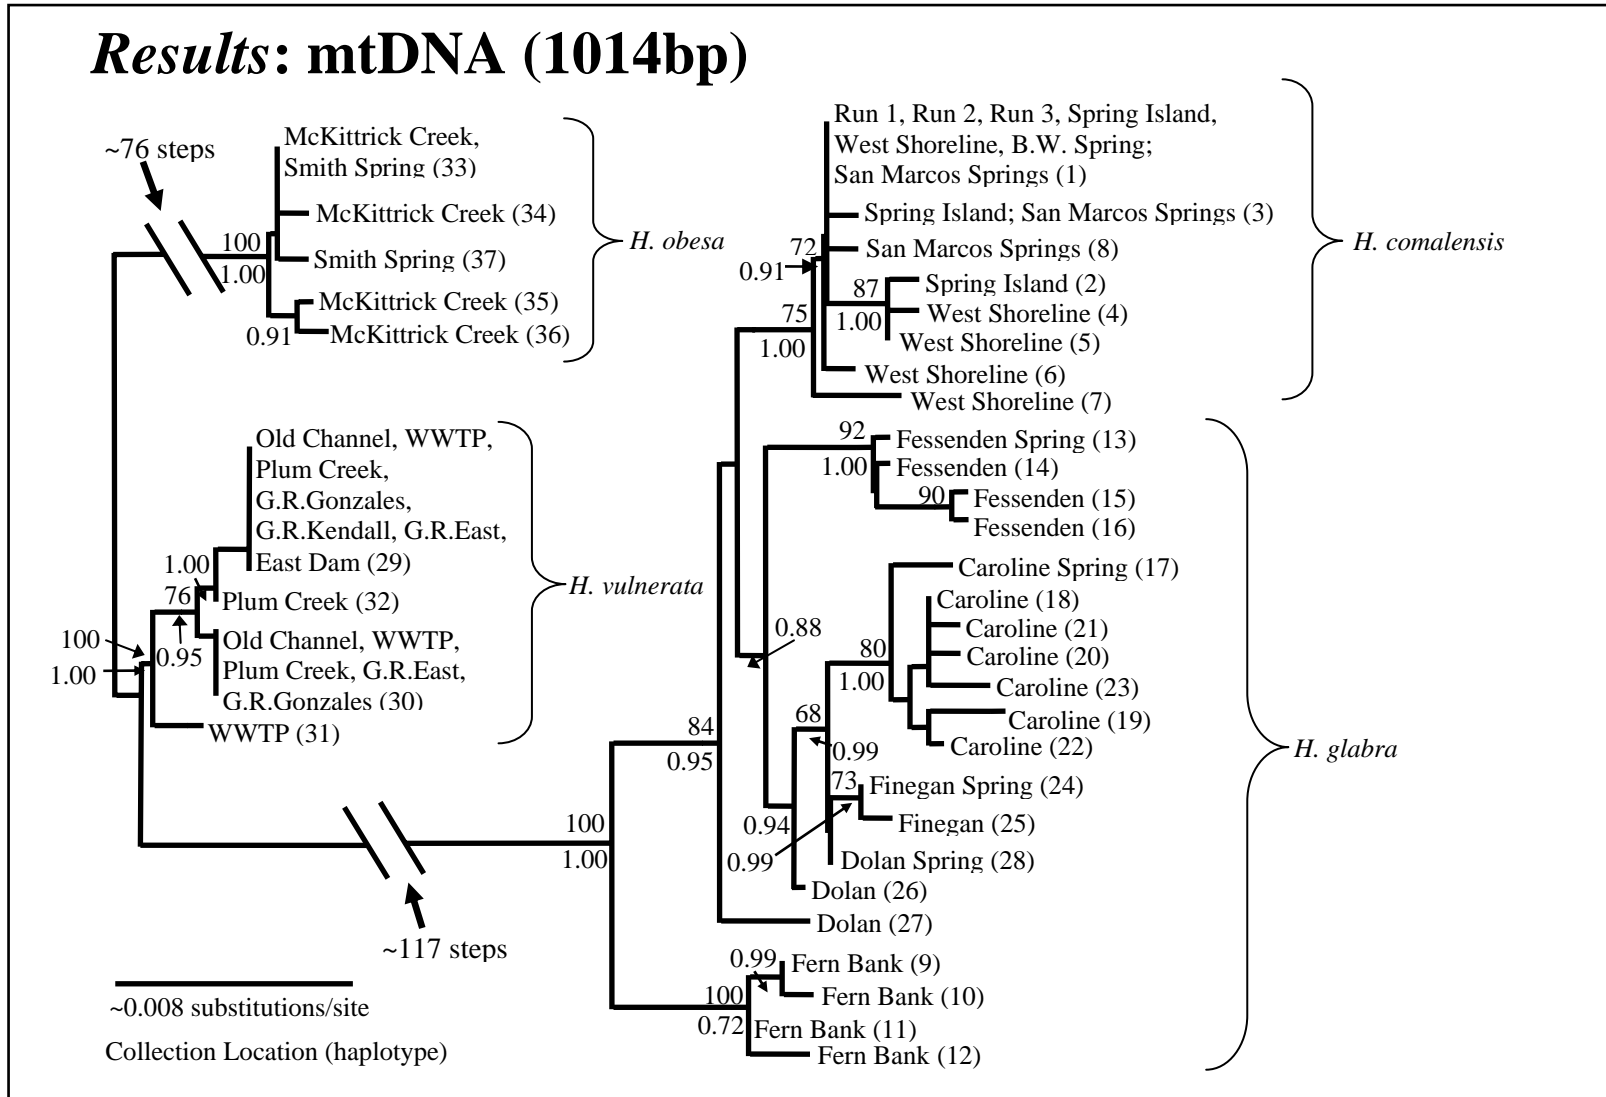 Results: mtDNA (1014bp)
~76 steps
McKittrick Creek,
Smith Spring (33)
McKittrick Creek (34)
100
1.00
Smith Spring (37)
McKittrick Creek (35)
0.91
McKittrick Creek (36)
H. obesa
Old Channel, WWTP,
Plum Creek,
G.R.Gonzales,
G.R.Kendall, G.R.East,
East Dam (29)
1.00
76
Plum Creek (32)
100
1.00
0.95
Old Channel, WWTP,
Plum Creek, G.R.East,
G.R.Gonzales (30)
WWTP (31)
H. vulnerata
~117 steps
100
1.00
84
0.95
Run 1, Run 2, Run 3, Spring Island,
West Shoreline, B.W. Spring;
San Marcos Springs (1)
Spring Island; San Marcos Springs (3)
72
0.91
San Marcos Springs (8)
87
1.00
Spring Island (2)
West Shoreline (4)
West Shoreline (5)
75
1.00
West Shoreline (6)
West Shoreline (7)
H. comalensis
92
1.00
Fessenden Spring (13)
Fessenden (14)
90
Fessenden (15)
Fessenden (16)
Caroline Spring (17)
Caroline (18)
Caroline (21)
Caroline (20)
Caroline (23)
Caroline (19)
Caroline (22)
0.88
80
1.00
68
0.99
73
Finegan Spring (24)
Finegan (25)
0.94
0.99
Dolan Spring (28)
Dolan (26)
Dolan (27)
0.99
Fern Bank (9)
Fern Bank (10)
100
0.72
Fern Bank (11)
Fern Bank (12)
H. glabra
~0.008 substitutions/site
Collection Location (haplotype)